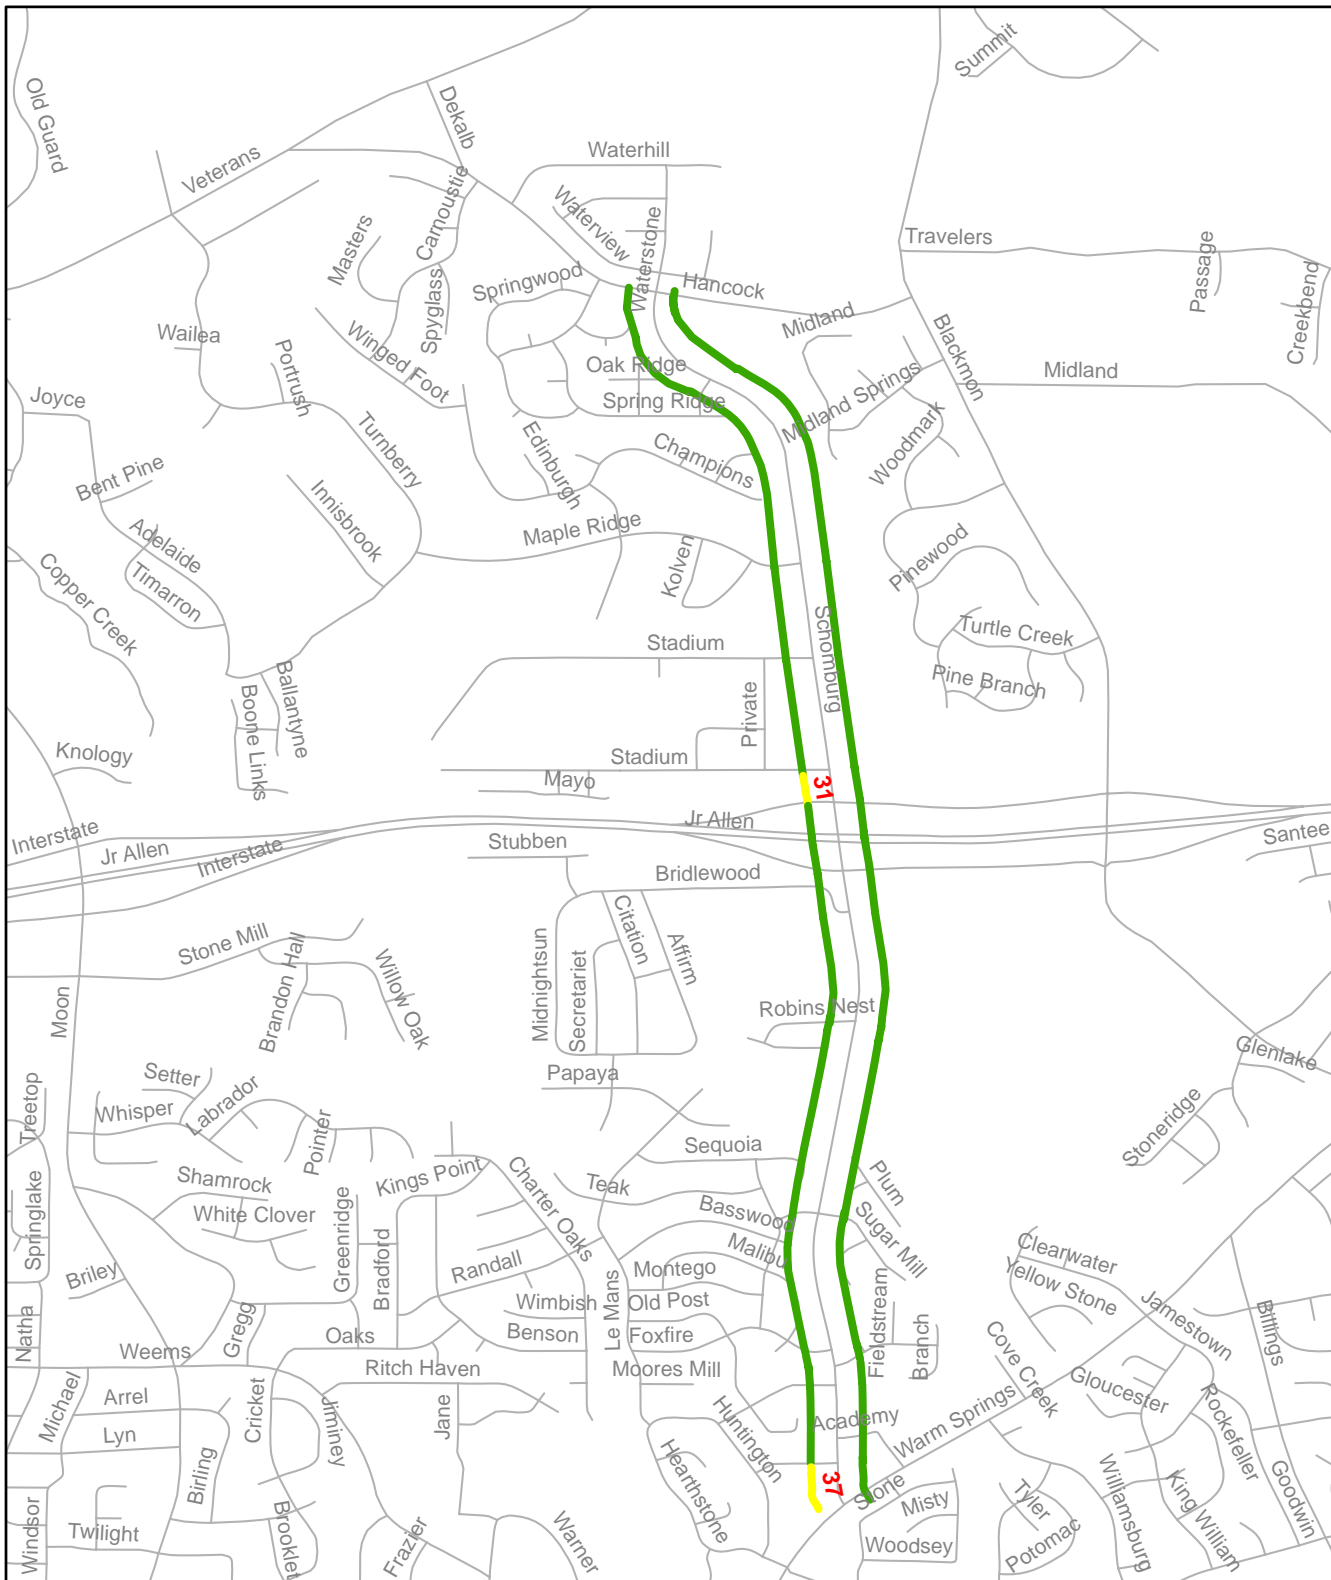 Summit
Old Guard
Dekalb
Veterans
Waterhill
Carnoustie
Waterview
Waterstone
Masters
Travelers
Passage
Springwood
Spyglass
Hancock
Creekbend
Midland
Wailea
Winged Foot
Blackmon
Portrush
Oak Ridge
Midland
Joyce
Spring Ridge
Midland Springs
Turnberry
Edinburgh
Champions
Woodmark
Bent Pine
Innisbrook
Maple Ridge
Adelaide
Kolven
Pinewood
Copper Creek
Timarron
Schomburg
Turtle Creek
Stadium
Pine Branch
Ballantyne
Boone Links
Private
Knology
Stadium
Mayo
31
Interstate
Jr Allen
Interstate
Jr Allen
Santee
Stubben
Bridlewood
Citation
Affirm
Stone Mill
Brandon Hall
Willow Oak
Midnightsun
Secretariet
Moon
Robins Nest
Glenlake
Setter
Papaya
Treetop
Whisper
Labrador
Pointer
Stoneridge
Sequoia
Plum
Shamrock
Kings Point
Charter Oaks
Teak
Springlake
White Clover
Greenridge
Bradford
Basswood
Sugar Mill
Malibu
Clearwater
Briley
Randall
Montego
Yellow Stone
Jamestown
Wimbish
Le Mans
Old Post
Fieldstream
Billings
Natha
Gregg
Oaks
Benson
Foxfire
Branch
Weems
Ritch Haven
Moores Mill
Cove Creek
Gloucester
Michael
Arrel
Cricket
Jiminey
Jane
Huntington
Academy
Warm Springs
Rockefeller
Lyn
Birling
Hearthstone
37
Stone
Misty
Tyler
Williamsburg
King William
Goodwin
Windsor
Twilight
Brooklet
Frazier
Warner
Woodsey
Potomac